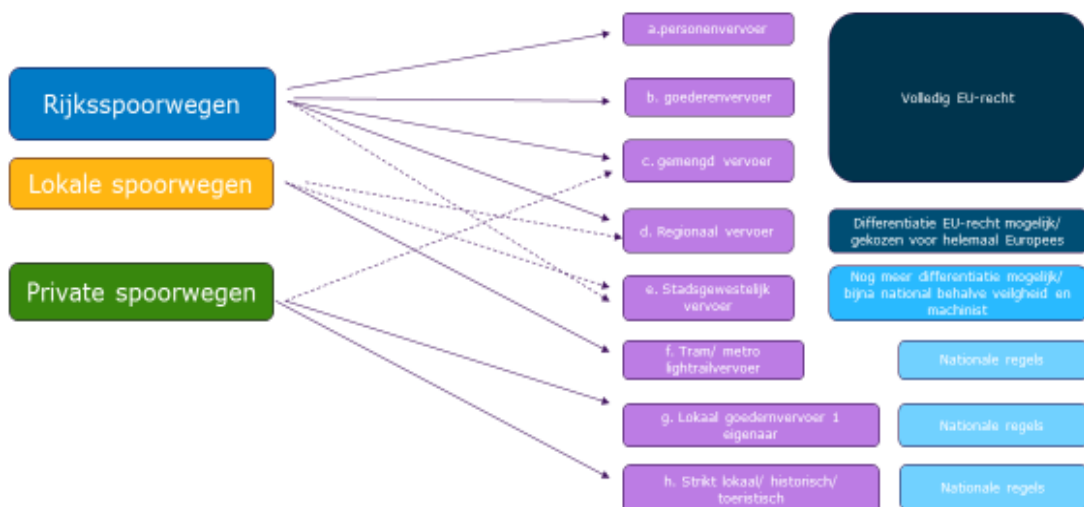 Rijksspoorwegen
Lokale spoorwegen
Private spoorwegen
a.personenvervoer
b. goederenvervoer
c. gemengd vervoer
d. Regionaal vervoer
e. Stadsgewestelijk
vervoer
f. Tram/ metro
lightrailvervoer
g. Lokaal goedernvervoer 1
eigenaar
h. Strikt lokaal/ historisch/
toeristisch
Volledig EU-recht
Differentiatie EU-recht mogelijk/
gekozen voor helemaal Europees
Nog meer differentiatie mogelijk/
bijna national behalve veilgheid en
machinist
Nationale regels
Nationale regels
Nationale regels